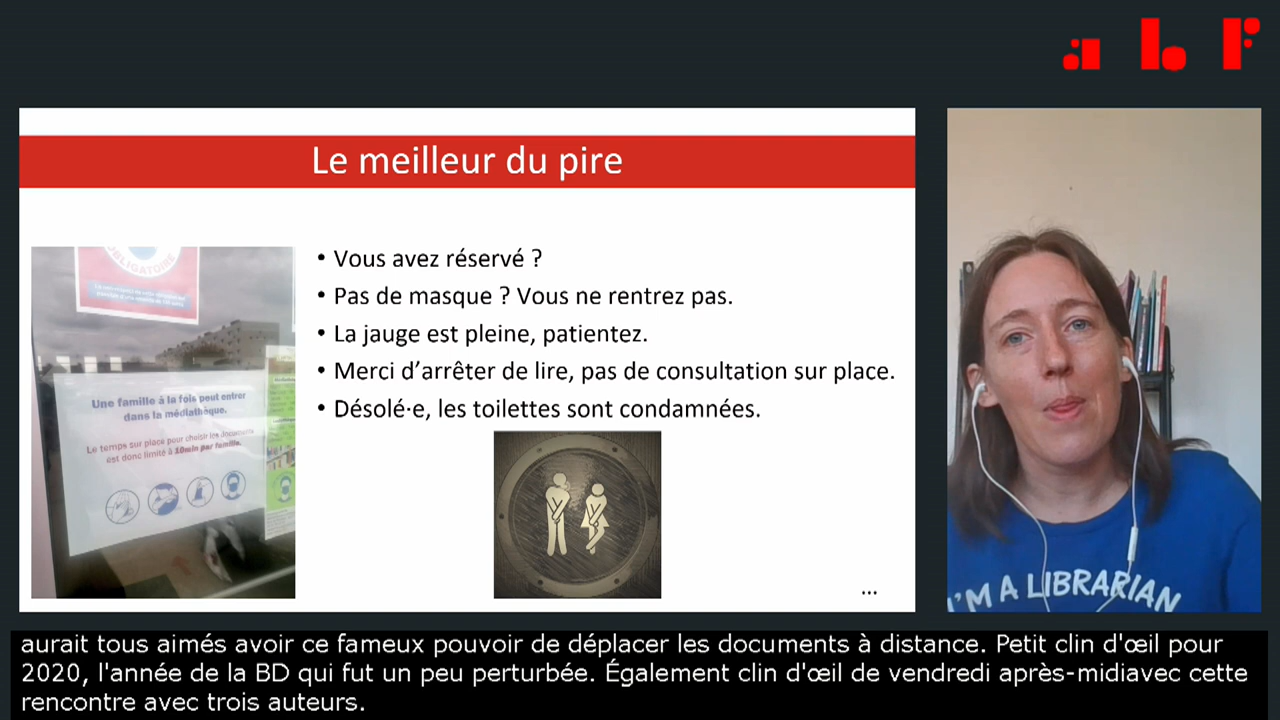 abf
Le meilleur du pire
• Vous avez réservé ?
• Pas de masque ? Vous ne rentrez pas.
• La jauge est pleine, patientez.
• Merci d’arrêter de lire, pas de consultation sur place.
• Désolé·e, les toilettes sont condamnées.
OBLIGATOIRE
Une famille à la fois peut entrer
dans la médiathèque.
Le temps sur place pour choisir les documents
est donc limité à 10min par famille.
...
I'M A LIBRARIAN
aurait tous aimés avoir ce fameux pouvoir de déplacer les documents à distance. Petit clin d'œil pour
2020, l'année de la BD qui fut un peu perturbée. Également clin d'œil de vendredi après-midiavec cette
rencontre avec trois auteurs.